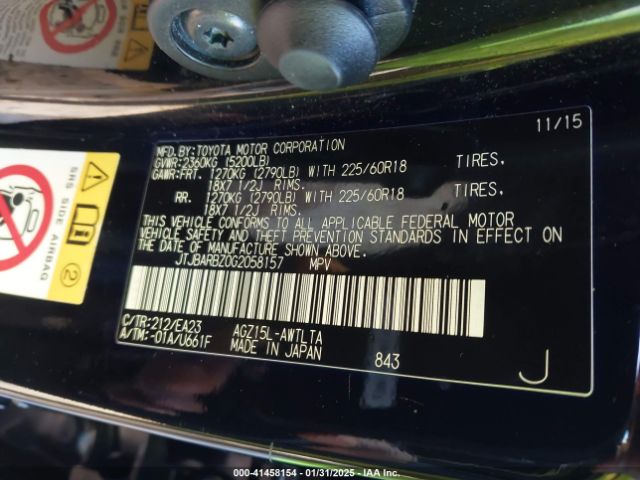 11/15
MFD.BY:TOYOTA MOTOR CORPORATION
GVWR:2360KG (5200LB)
GAWR:FRT. 1270KG (2790LB) WITH 225/60R18 TIRES.
18X7 1/2J RIMS.
RR. 1270KG (2790LB) WITH 225/60R18 TIRES.
18X7 1/2J RIMS.
THIS VEHICLE CONFORMS TO ALL APPLICABLE FEDERAL MOTOR
VEHICLE SAFETY AND THEFT PREVENTION STANDARDS IN EFFECT ON
THE DATE OF MANUFACTURE SHOWN ABOVE.
JTJBARBZ0G2058157 MPV
C/TR:212/EA23 AGZ15L-AWTLTA
A/TM:-01A/U661F MADE IN JAPAN 843
J
SRS SIDE AIRBAG
2
000-41458154 - 01/31/2025 - IAA Inc.